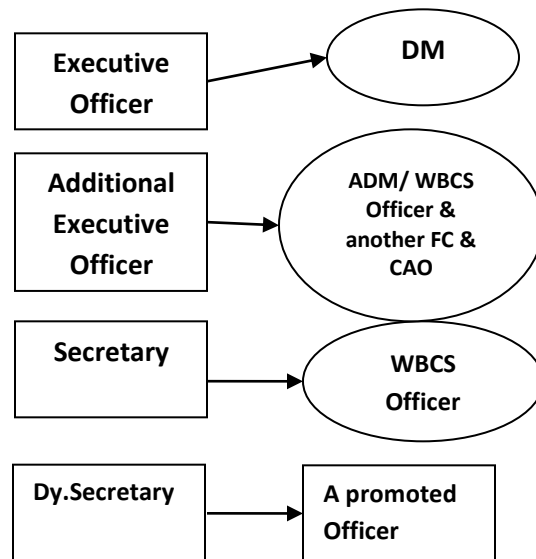 Executive
Officer
DM
Additional
Executive
Officer
ADM/ WBCS
Officer &
another FC &
CAO
Secretary
WBCS
Officer
Dy.Secretary
A promoted
Officer